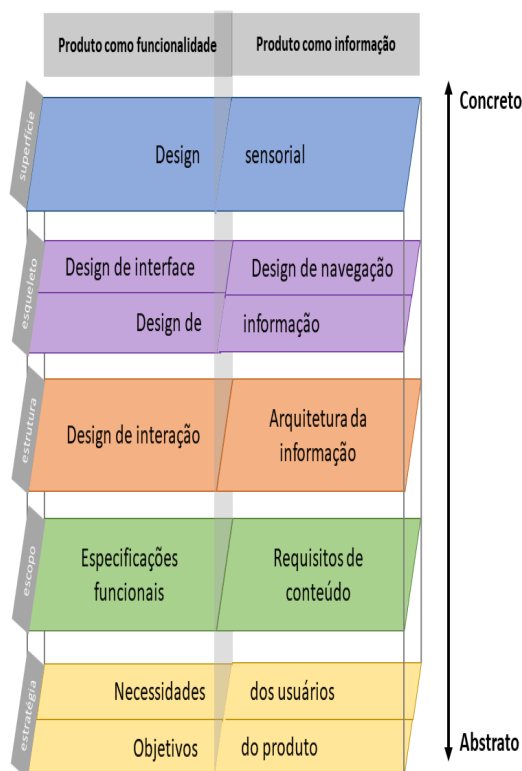 Produto como funcionalidade Produto como informação
Concreto
superfície
Design sensorial
esqueleto
Design de interface Design de navegação
Design de informação
estrutura
Design de interação
Arquitetura da
informação
escopo
Especificações
funcionais
Requisitos de
conteúdo
estratégia
Necessidades dos usuários
Objetivos do produto
Abstrato